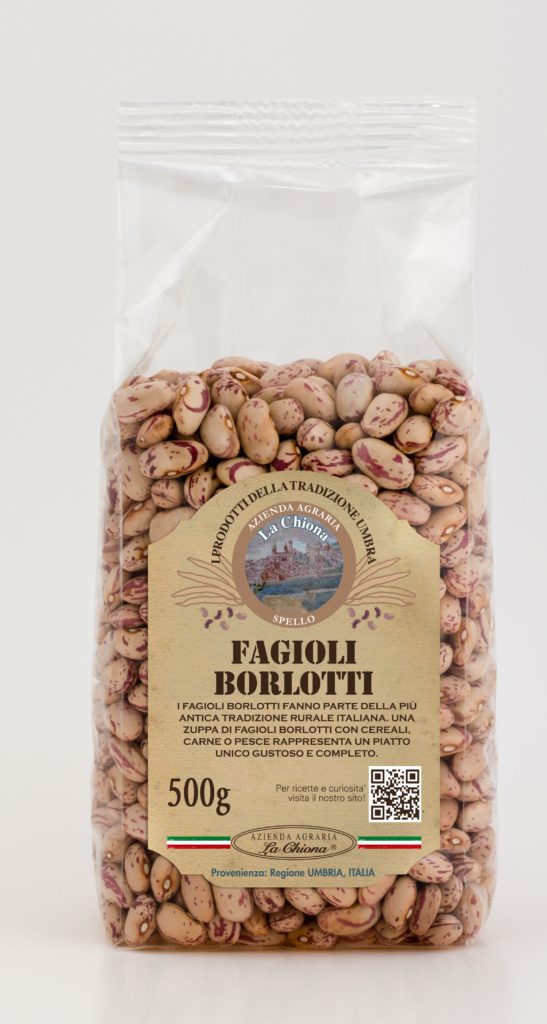 I PRODOTTI DELLA TRADIZIONE UMBRA
AZIENDA AGRARIA
La Chiona
SPELLO
FAGIOLI
BORLOTTI
I FAGIOLI BORLOTTI FANNO PARTE DELLA PIÙ
ANTICA TRADIZIONE RURALE ITALIANA. UNA
ZUPPA DI FAGIOLI BORLOTTI CON CEREALI,
CARNE O PESCE RAPPRESENTA UN PIATTO
UNICO GUSTOSO E COMPLETO.
500g
Per ricette e curiosita'
visita il nostro sito!
AZIENDA AGRARIA
La Chiona ®
Provenienza: Regione UMBRIA, ITALIA